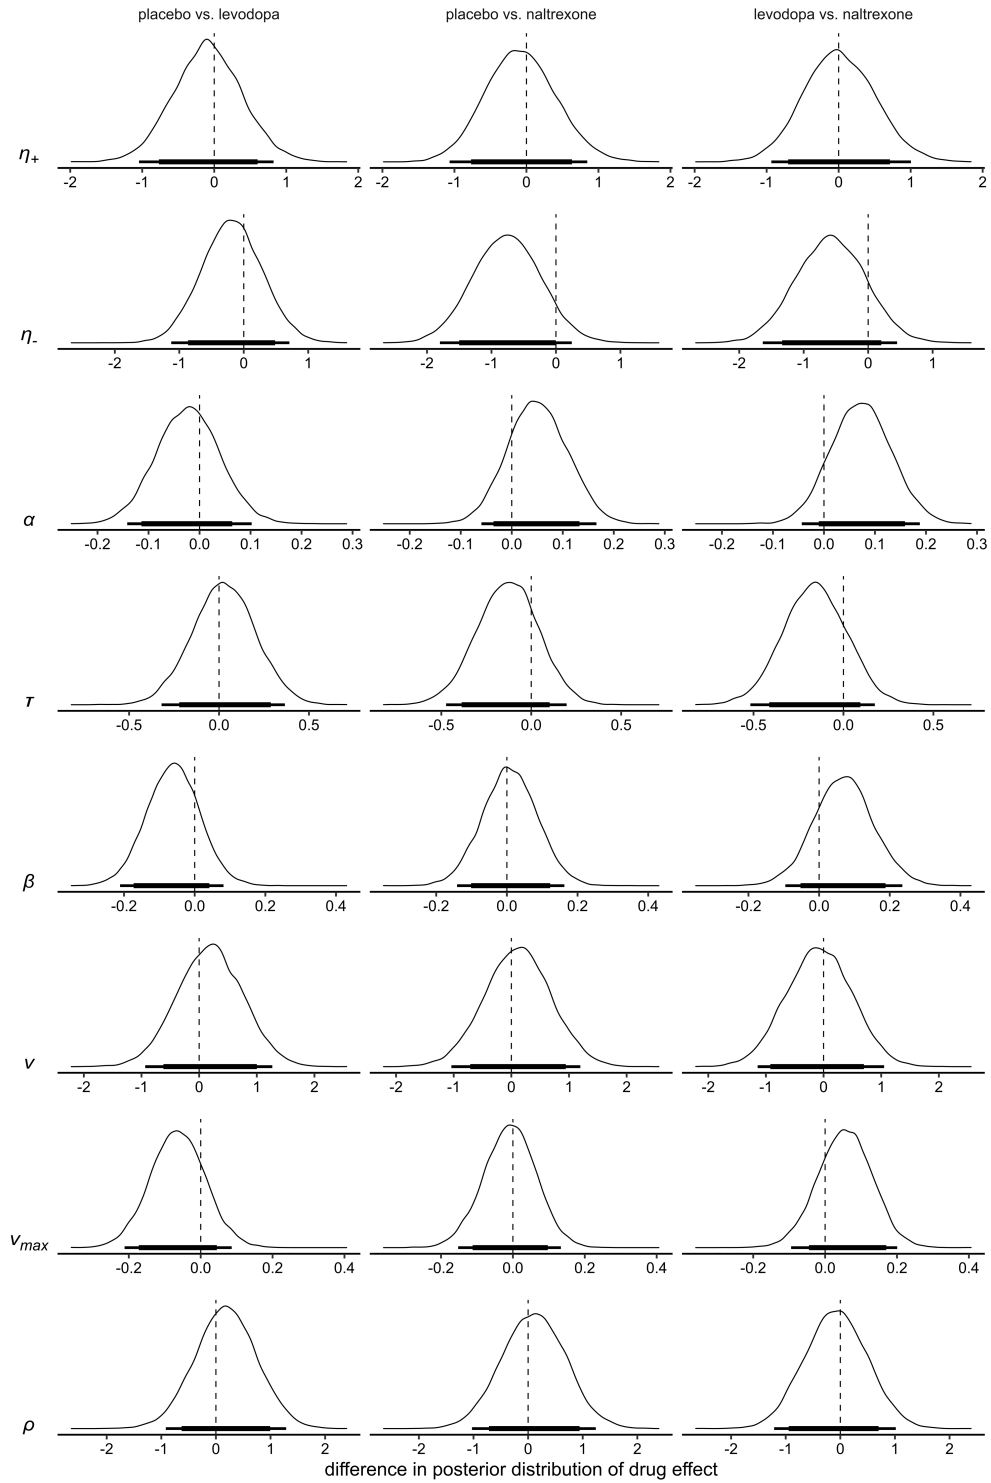 placebo vs. levodopa placebo vs. naltrexone levodopa vs. naltrexone
η+
-2 -1 0 1 2 -2 -1 0 1 2 -2 -1 0 1 2
η-
-2 -1 0 1 -2 -1 0 1 -2 -1 0 1
α
-0.2 -0.1 0.0 0.1 0.2 0.3 -0.2 -0.1 0.0 0.1 0.2 0.3 -0.2 -0.1 0.0 0.1 0.2 0.3
τ
-0.5 0.0 0.5 -0.5 0.0 0.5 -0.5 0.0 0.5
β
-0.2 0.0 0.2 0.4 -0.2 0.0 0.2 0.4 -0.2 0.0 0.2 0.4
v
-2 -1 0 1 2 -2 -1 0 1 2 -2 -1 0 1 2
vmax
-0.2 0.0 0.2 0.4 -0.2 0.0 0.2 0.4 -0.2 0.0 0.2 0.4
ρ
-2 -1 0 1 2 -2 -1 0 1 2 -2 -1 0 1 2
difference in posterior distribution of drug effect